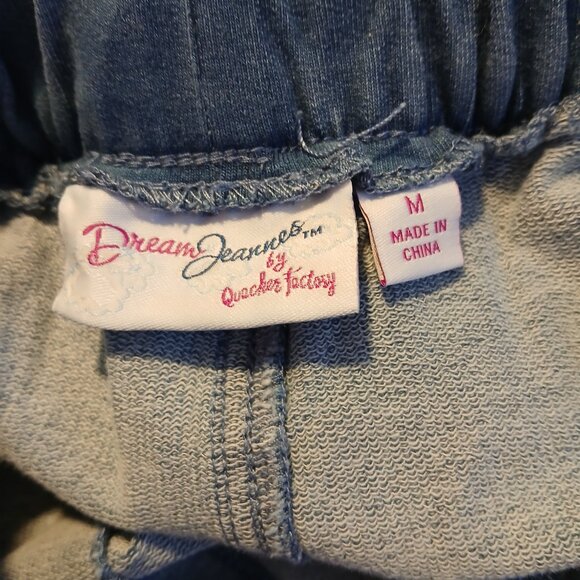 DreamJeannes™
by
Quacker Factory
M
MADE IN
CHINA